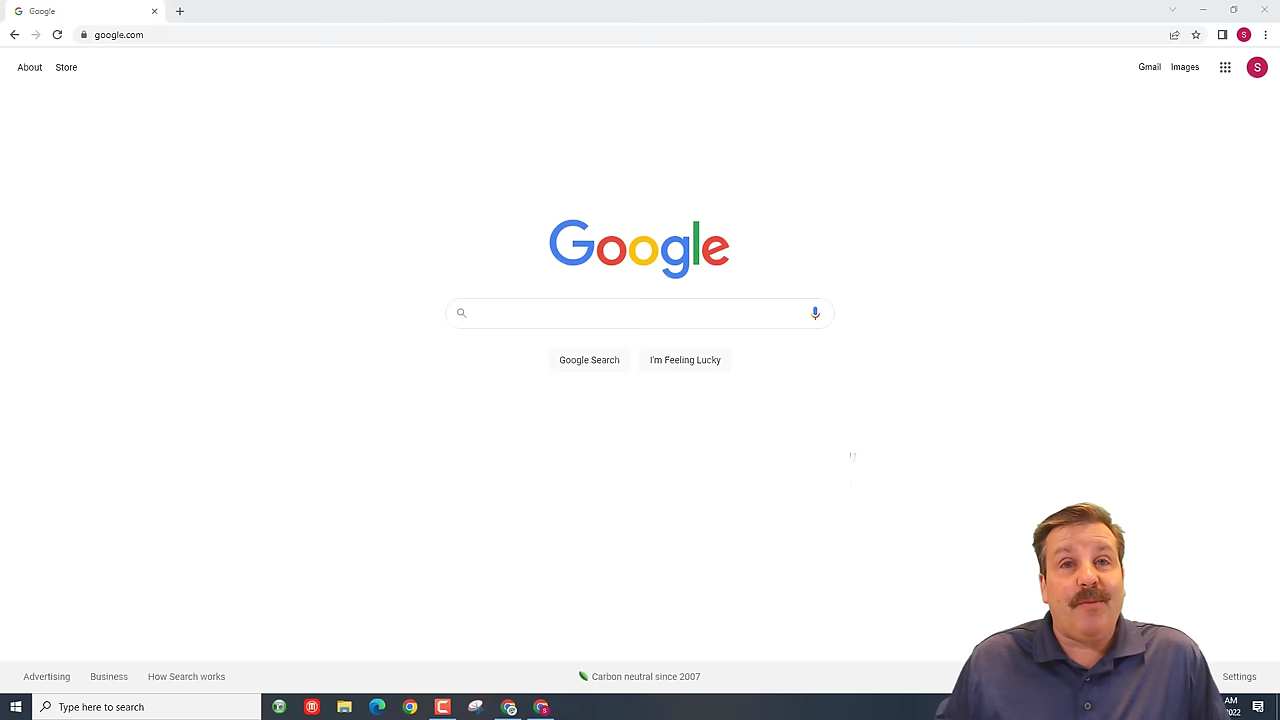 Google
google.com
S
About Store
Gmail Images
S
Google
Google Search I'm Feeling Lucky
Advertising Business How Search works
Carbon neutral since 2007
Settings
Type here to search
AM
2022